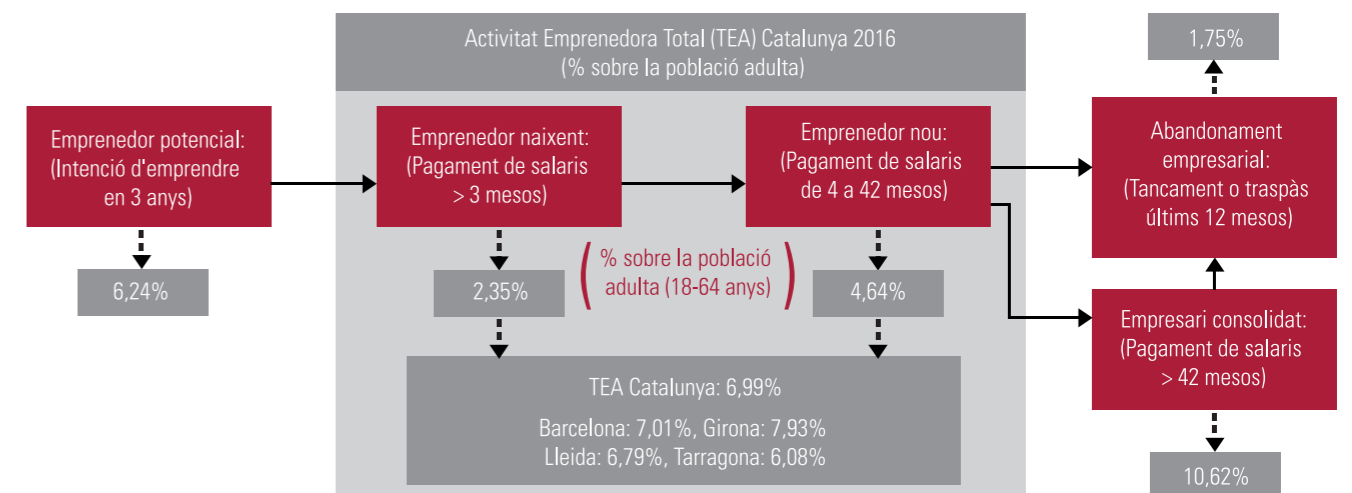 Activitat Emprenedora Total (TEA) Catalunya 2016
(% sobre la població adulta)
1,75%
Emprenedor potencial:
(Intenció d'emprendre
en 3 anys)
Emprenedor naixent:
(Pagament de salaris
> 3 mesos)
Emprenedor nou:
(Pagament de salaris
de 4 a 42 mesos)
Abandonament
empresarial:
(Tancament o traspàs
últims 12 mesos)
6,24%
2,35%
(% sobre la població
adulta (18-64 anys))
4,64%
Empresari consolidat:
(Pagament de salaris
> 42 mesos)
TEA Catalunya: 6,99%
Barcelona: 7,01%, Girona: 7,93%
Lleida: 6,79%, Tarragona: 6,08%
10,62%